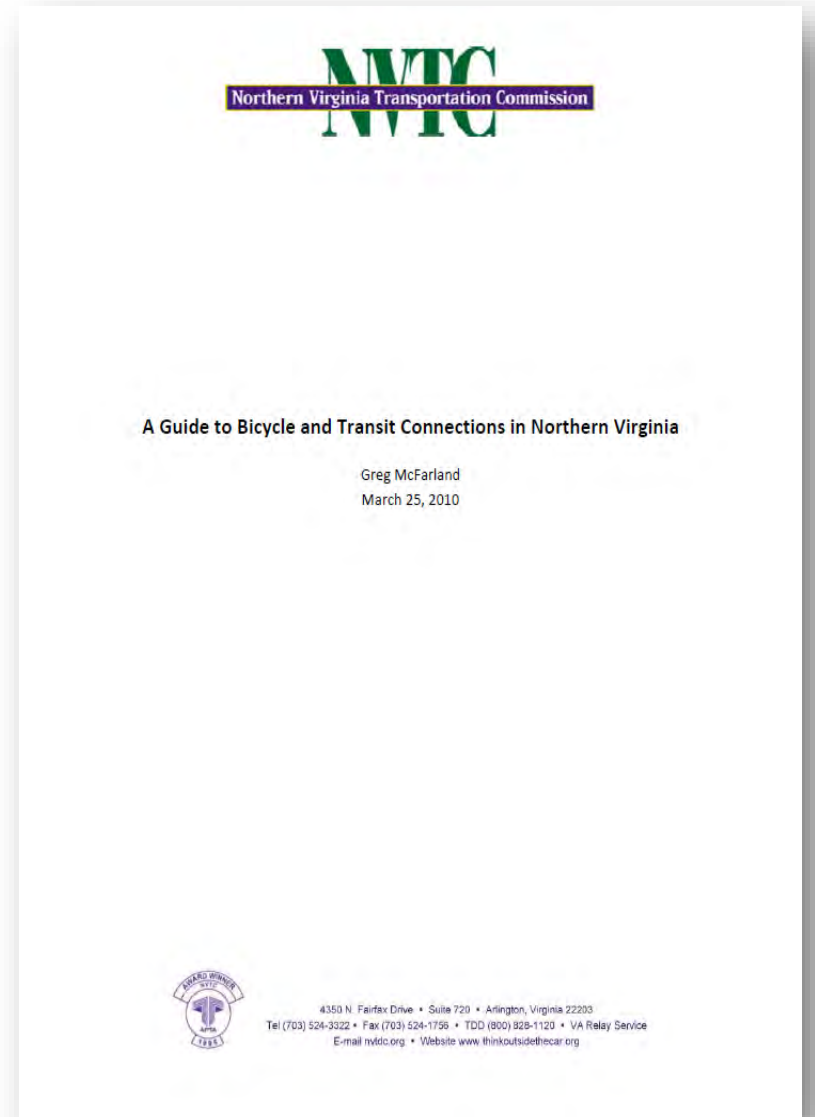 NVTC
Northern Virginia Transportation Commission
A Guide to Bicycle and Transit Connections in Northern Virginia
Greg McFarland
March 25, 2010
AWARD WINNER
NVTC
APTA
4350 N. Fairfax Drive • Suite 720 • Arlington, Virginia 22203
Tel (703) 524-3322 • Fax (703) 524-1756 • TDD (800) 828-1120 • VA Relay Service
E-mail nvtdc.org • Website www.thinkoutsidethecar.org